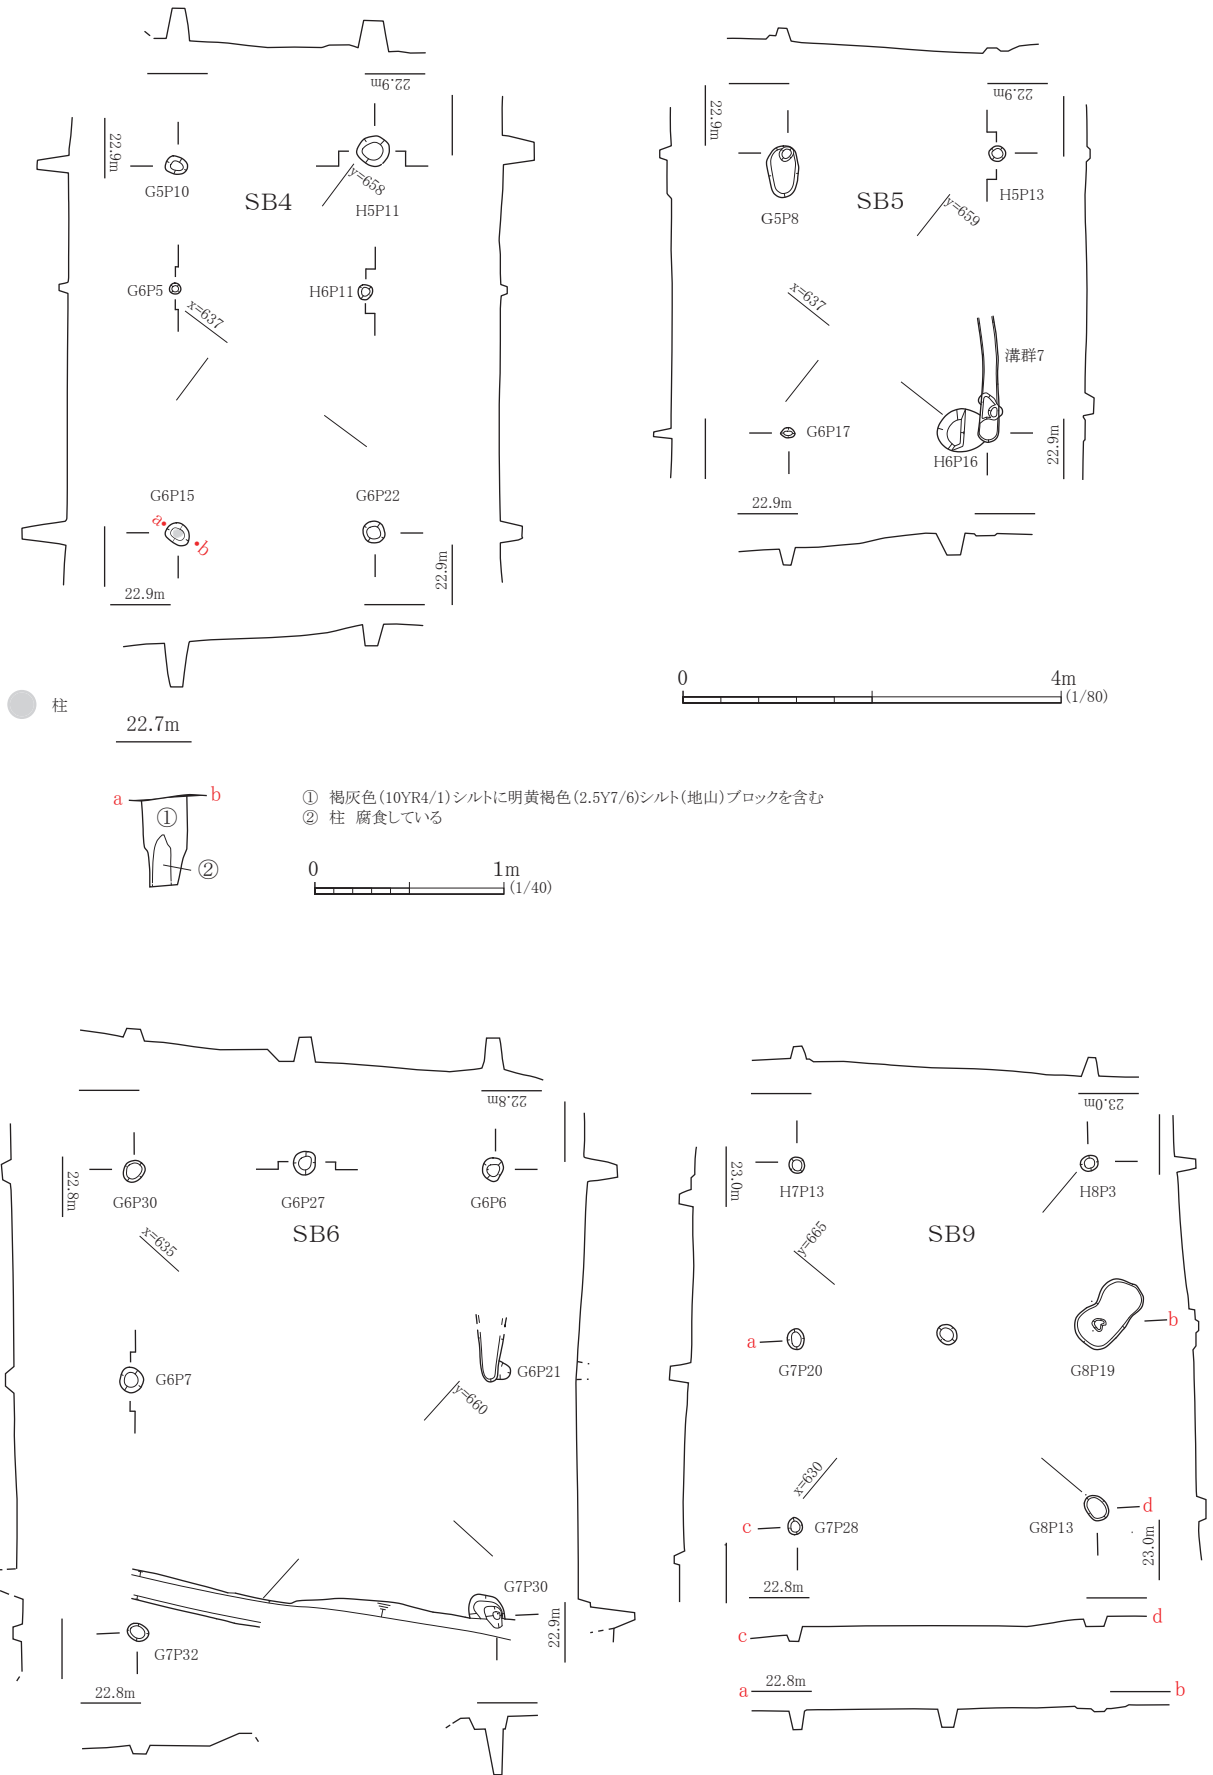 22.9m
22.9m
G5P10
SB4
y=658
H5P11
G6P5
H6P11
x=637
G6P15
G6P22
a
b
22.9m
22.9m
22.9m
22.9m
G5P8
SB5
H5P13
y=659
x=637
溝群7
G6P17
H6P16
22.9m
22.9m
柱
0 4m
(1/80)
22.7m
a b
①
②
① 褐灰色(10YR4/1)シルトに明黄褐色(2.5Y7/6)シルト(地山)ブロックを含む
② 柱 腐食している
0 1m
(1/40)
22.8m
22.8m
G6P30
G6P27
G6P6
SB6
x=635
G6P7
G6P21
y=660
G7P30
G7P32
22.9m
22.8m
23.0m
23.0m
H7P13
H8P3
SB9
y=665
a
b
G7P20
G8P19
x=630
c
G7P28
G8P13
d
23.0m
22.8m
c
d
a
22.8m
b